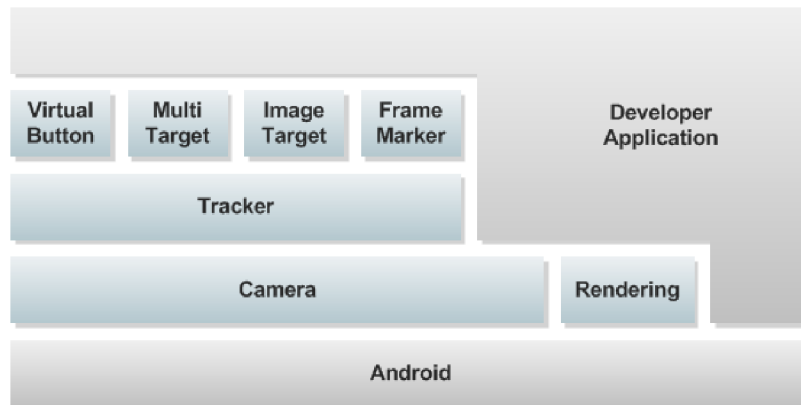 Virtual
Button
Multi
Target
Image
Target
Frame
Marker
Developer
Application
Tracker
Camera
Rendering
Android